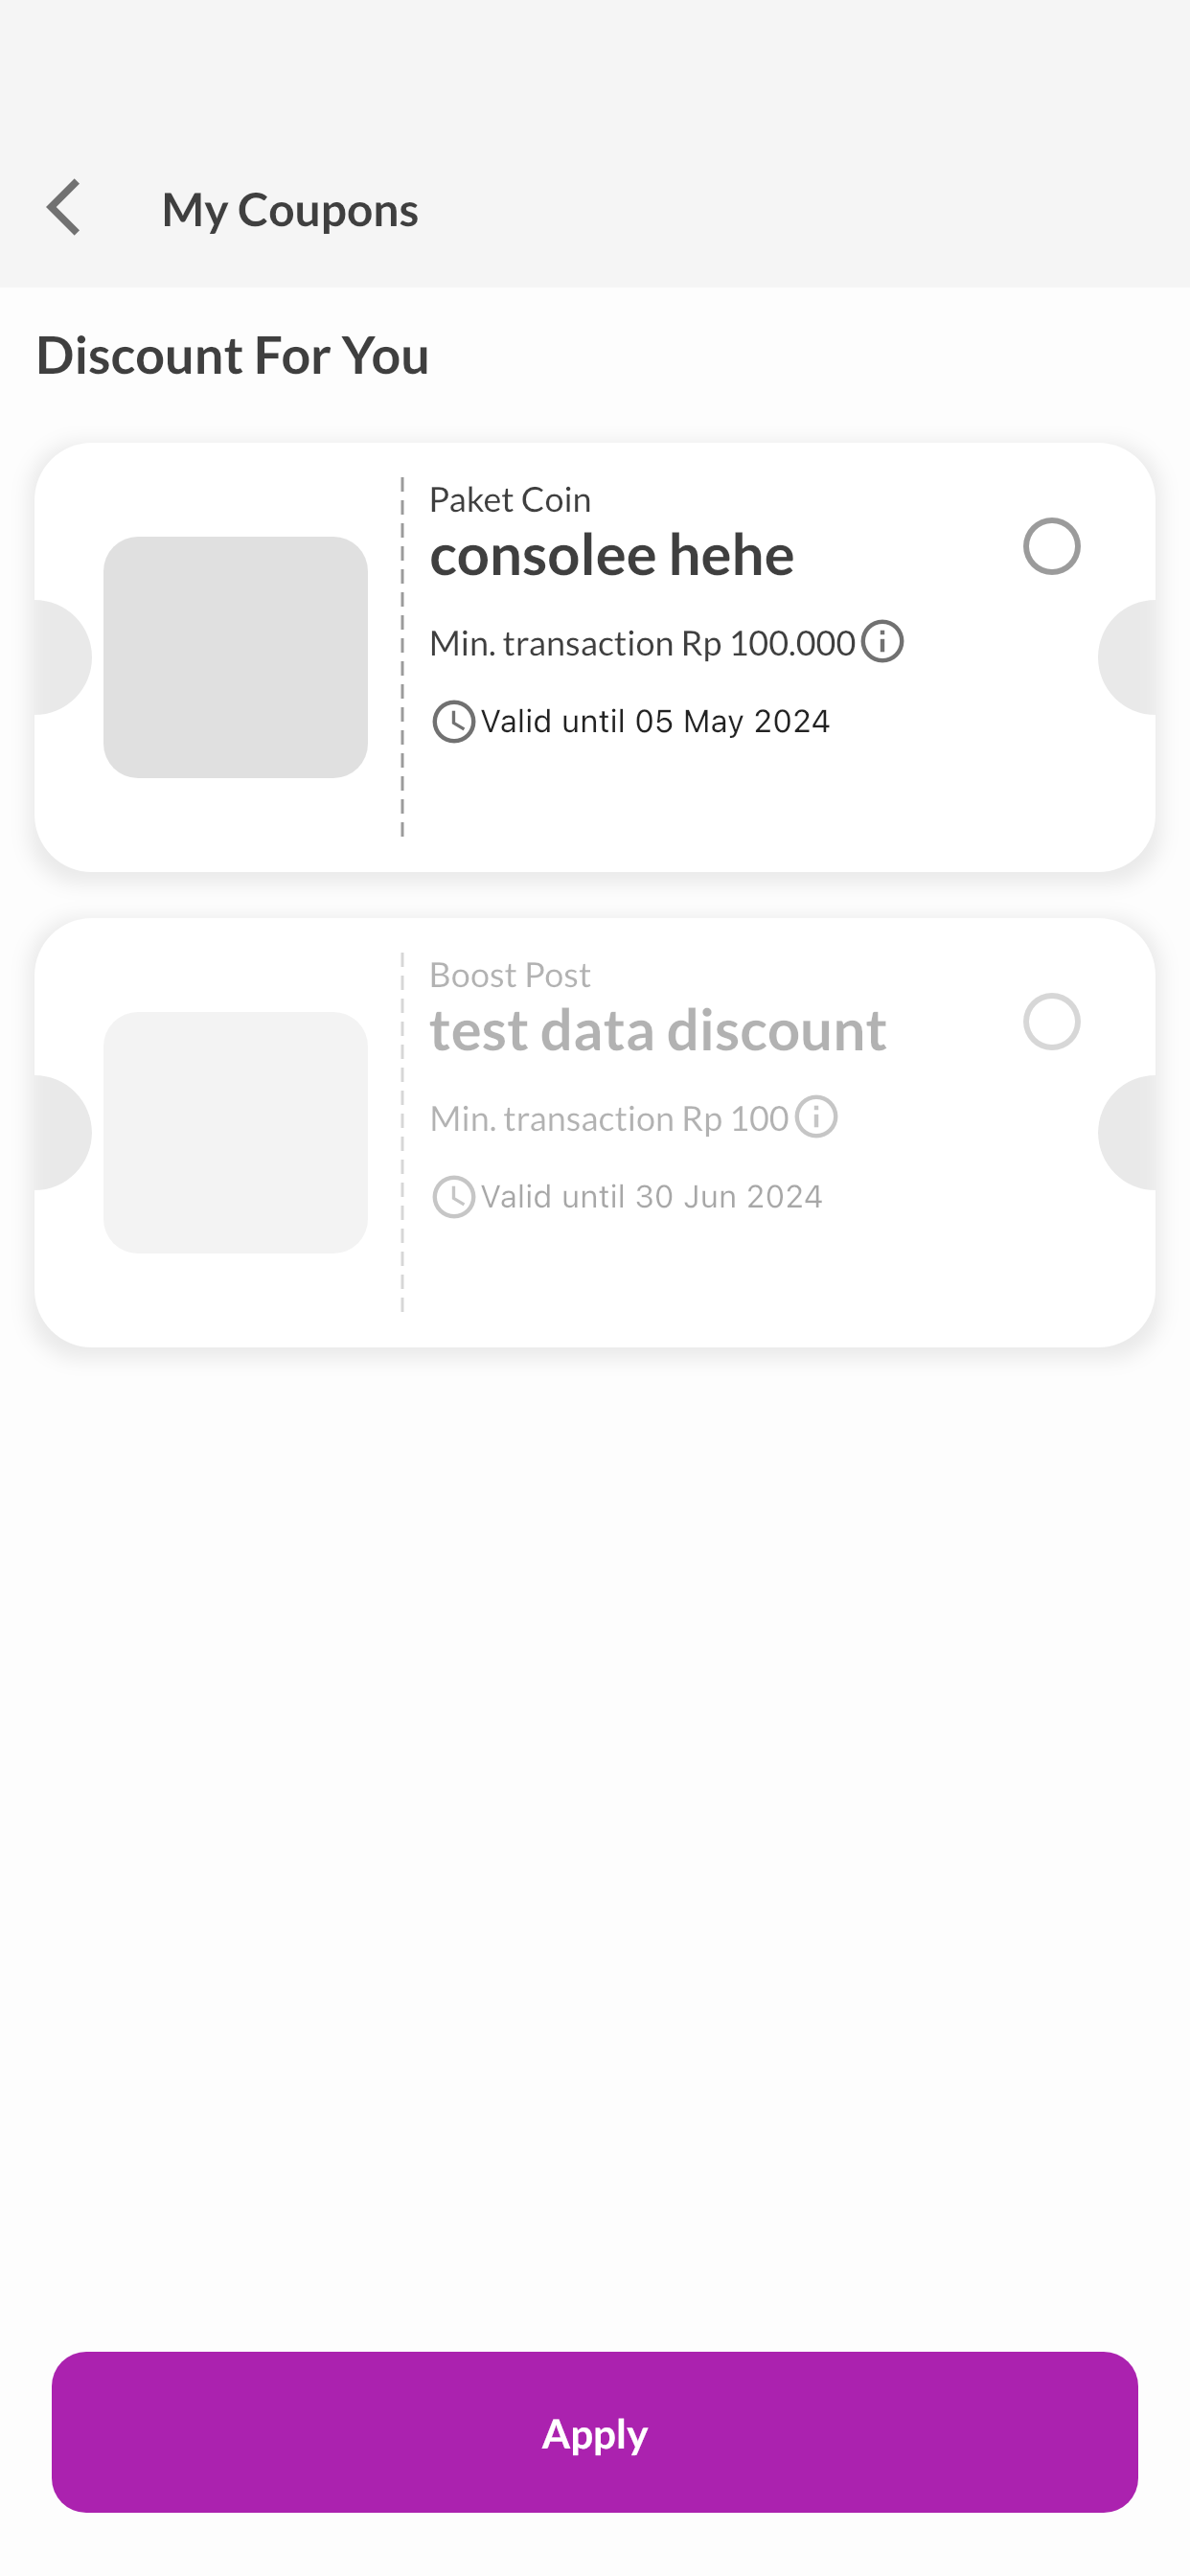 My Coupons
Discount For You
Paket Coin
consolee hehe
Min. transaction Rp 100.000
Valid until 05 May 2024
Boost Post
test data discount
Min. transaction Rp 100
Valid until 30 Jun 2024
Apply